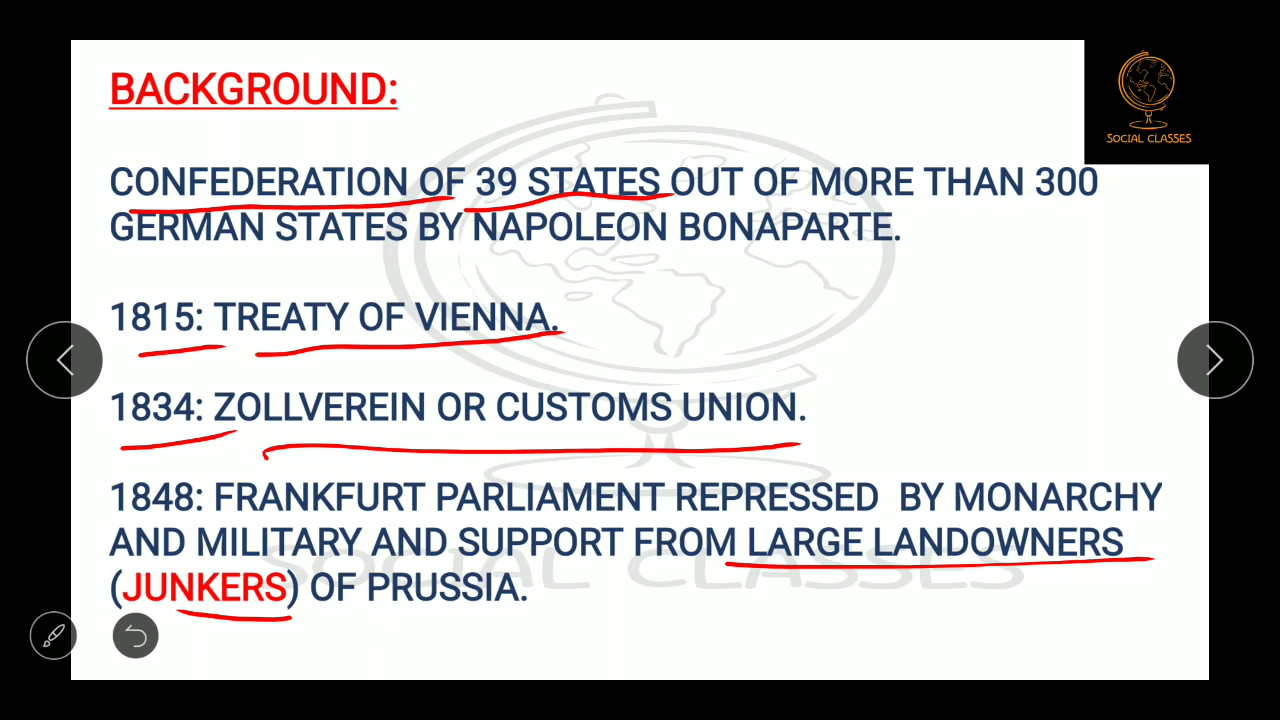 BACKGROUND:
SOCIAL CLASSES
CONFEDERATION OF 39 STATES OUT OF MORE THAN 300
GERMAN STATES BY NAPOLEON BONAPARTE.
1815: TREATY OF VIENNA.
1834: ZOLLVEREIN OR CUSTOMS UNION.
1848: FRANKFURT PARLIAMENT REPRESSED BY MONARCHY
AND MILITARY AND SUPPORT FROM LARGE LANDOWNERS
SOCIAL CLASSES
(JUNKERS) OF PRUSSIA.